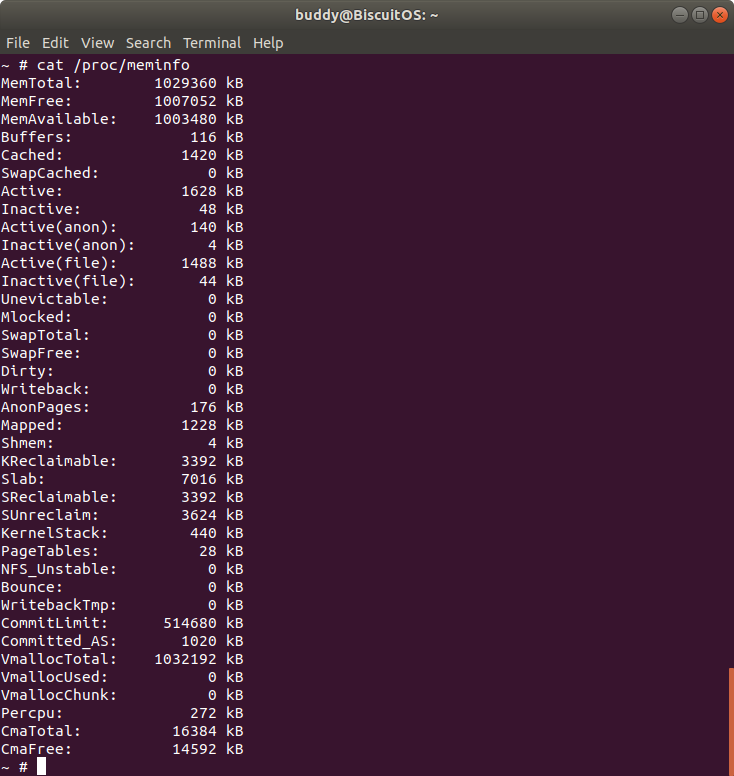 buddy@BiscuitOS: ~
File Edit View Search Terminal Help
~ # cat /proc/meminfo
MemTotal:        1029360 kB
MemFree:         1007052 kB
MemAvailable:    1003480 kB
Buffers:             116 kB
Cached:             1420 kB
SwapCached:            0 kB
Active:             1628 kB
Inactive:             48 kB
Active(anon):        140 kB
Inactive(anon):        4 kB
Active(file):       1488 kB
Inactive(file):       44 kB
Unevictable:           0 kB
Mlocked:               0 kB
SwapTotal:             0 kB
SwapFree:              0 kB
Dirty:                 0 kB
Writeback:             0 kB
AnonPages:           176 kB
Mapped:             1228 kB
Shmem:                 4 kB
KReclaimable:       3392 kB
Slab:               7016 kB
SReclaimable:       3392 kB
SUnreclaim:         3624 kB
KernelStack:         440 kB
PageTables:           28 kB
NFS_Unstable:          0 kB
Bounce:                0 kB
WritebackTmp:          0 kB
CommitLimit:      514680 kB
Committed_AS:       1020 kB
VmallocTotal:    1032192 kB
VmallocUsed:           0 kB
VmallocChunk:          0 kB
Percpu:              272 kB
CmaTotal:          16384 kB
CmaFree:           14592 kB
~ #